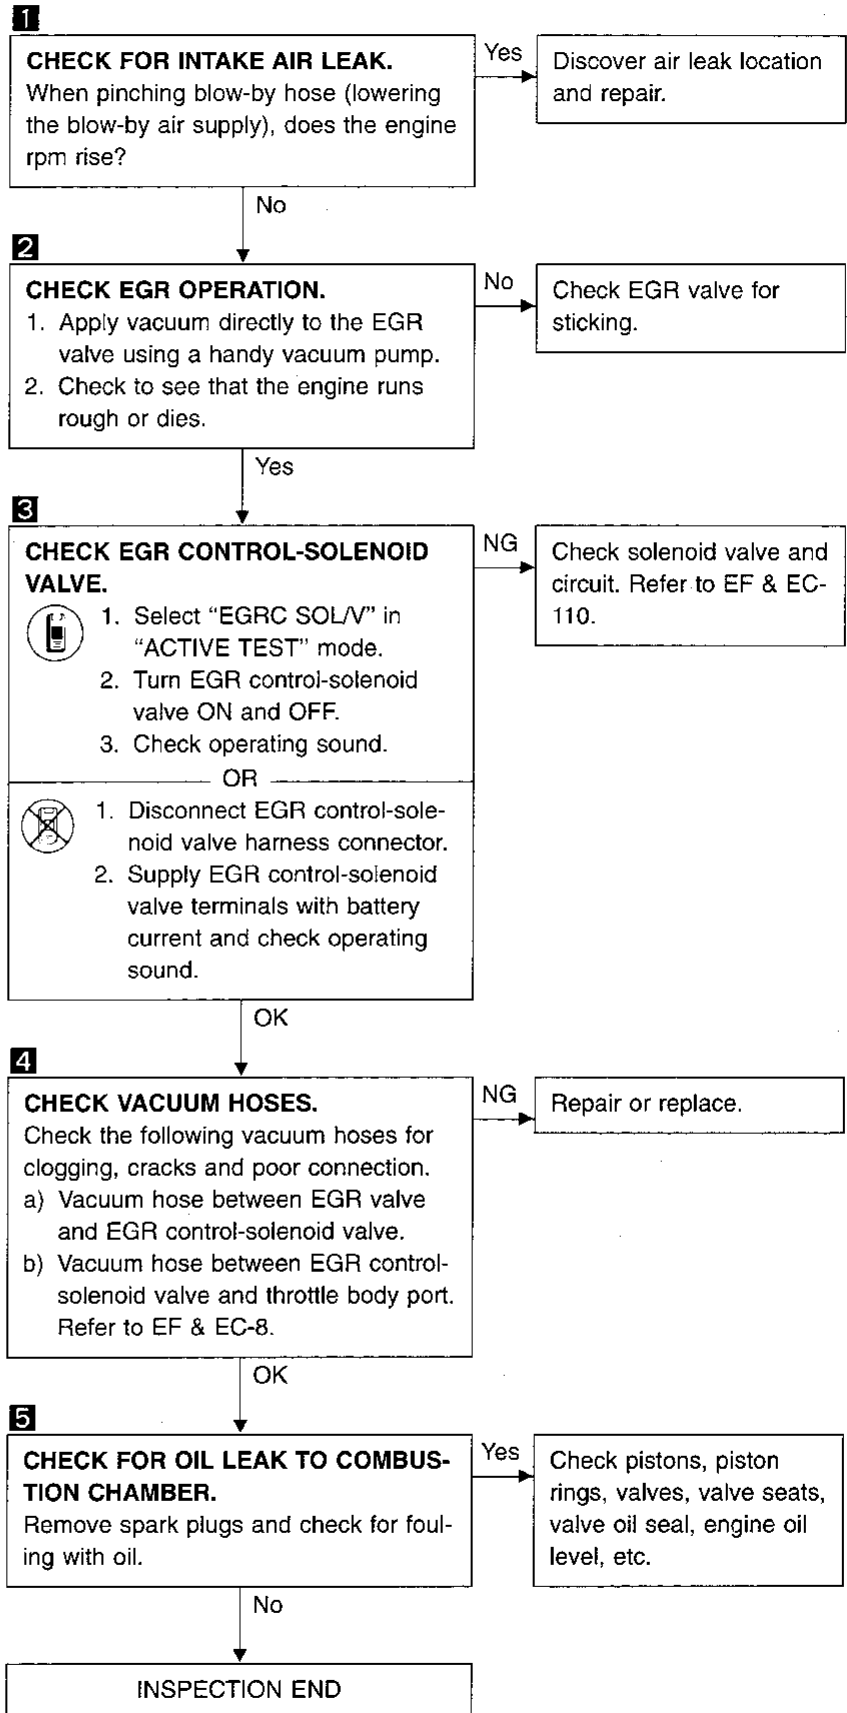 1
CHECK FOR INTAKE AIR LEAK.
When pinching blow-by hose (lowering
the blow-by air supply), does the engine
rpm rise?
Yes
Discover air leak location
and repair.
No
2
CHECK EGR OPERATION.
1. Apply vacuum directly to the EGR
valve using a handy vacuum pump.
2. Check to see that the engine runs
rough or dies.
No
Check EGR valve for
sticking.
Yes
3
CHECK EGR CONTROL-SOLENOID
VALVE.
1. Select “EGRC SOL/V” in
“ACTIVE TEST” mode.
2. Turn EGR control-solenoid
valve ON and OFF.
3. Check operating sound.
OR
1. Disconnect EGR control-sole-
noid valve harness connector.
2. Supply EGR control-solenoid
valve terminals with battery
current and check operating
sound.
NG
Check solenoid valve and
circuit. Refer to EF & EC-
110.
OK
4
CHECK VACUUM HOSES.
Check the following vacuum hoses for
clogging, cracks and poor connection.
a) Vacuum hose between EGR valve
and EGR control-solenoid valve.
b) Vacuum hose between EGR control-
solenoid valve and throttle body port.
Refer to EF & EC-8.
NG
Repair or replace.
OK
5
CHECK FOR OIL LEAK TO COMBUS-
TION CHAMBER.
Remove spark plugs and check for foul-
ing with oil.
Yes
Check pistons, piston
rings, valves, valve seats,
valve oil seal, engine oil
level, etc.
No
INSPECTION END